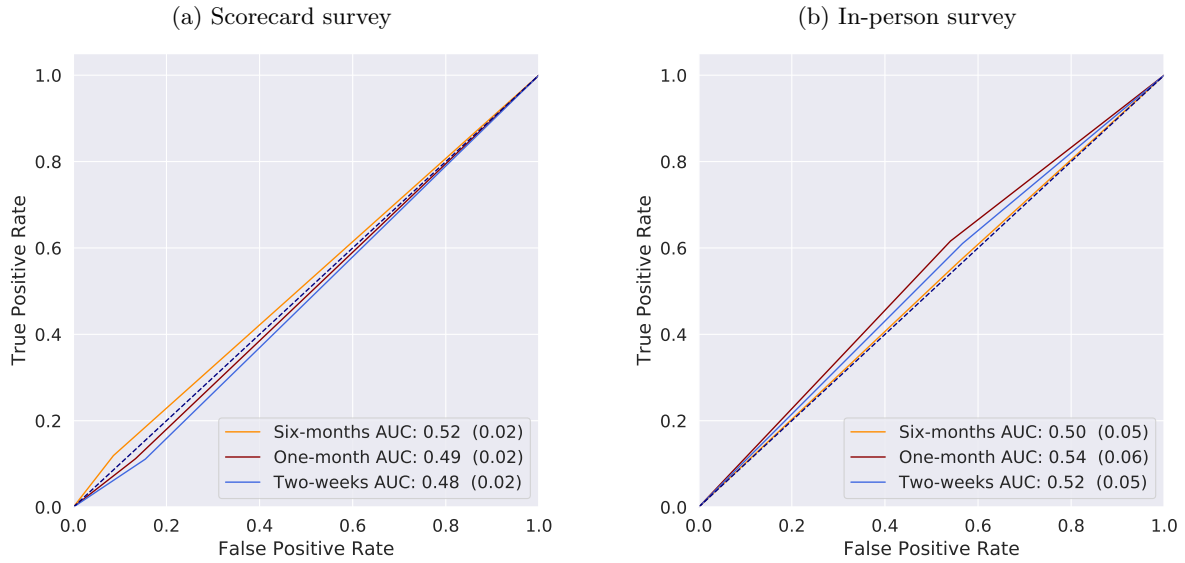 (a) Scorecard survey
1.0
0.8
0.6
0.4
0.2
0.0
True Positive Rate
Six-months AUC: 0.52 (0.02)
One-month AUC: 0.49 (0.02)
Two-weeks AUC: 0.48 (0.02)
0.0 0.2 0.4 0.6 0.8 1.0
False Positive Rate
(b) In-person survey
1.0
0.8
0.6
0.4
0.2
0.0
True Positive Rate
Six-months AUC: 0.50 (0.05)
One-month AUC: 0.54 (0.06)
Two-weeks AUC: 0.52 (0.05)
0.0 0.2 0.4 0.6 0.8 1.0
False Positive Rate